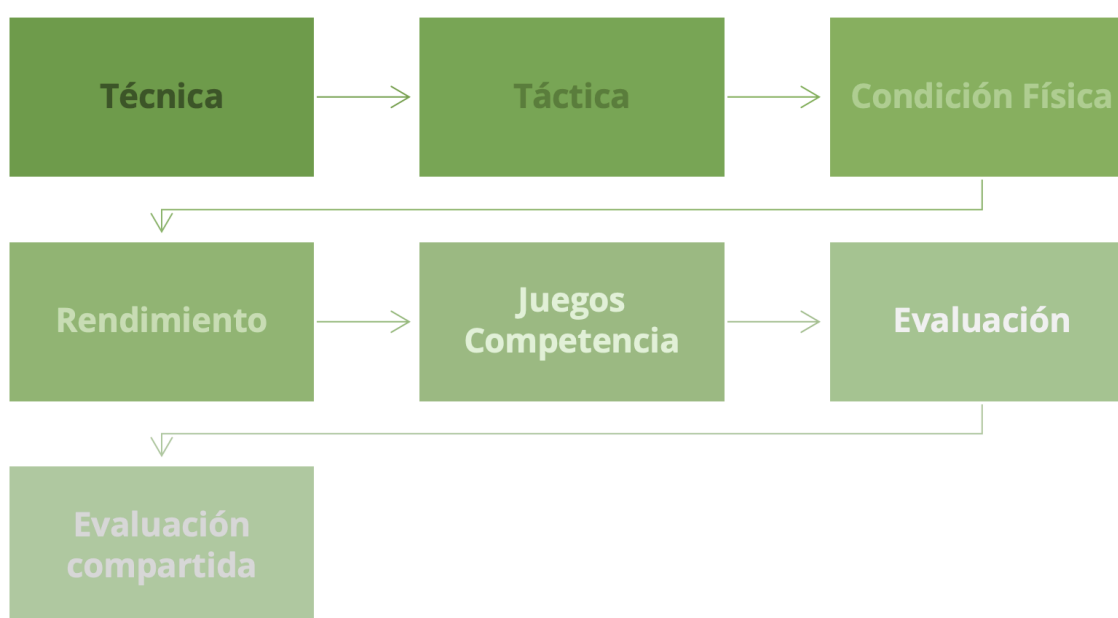 Técnica
Táctica
Condición Física
Rendimiento
Juegos
Competencia
Evaluación
Evaluación
compartida